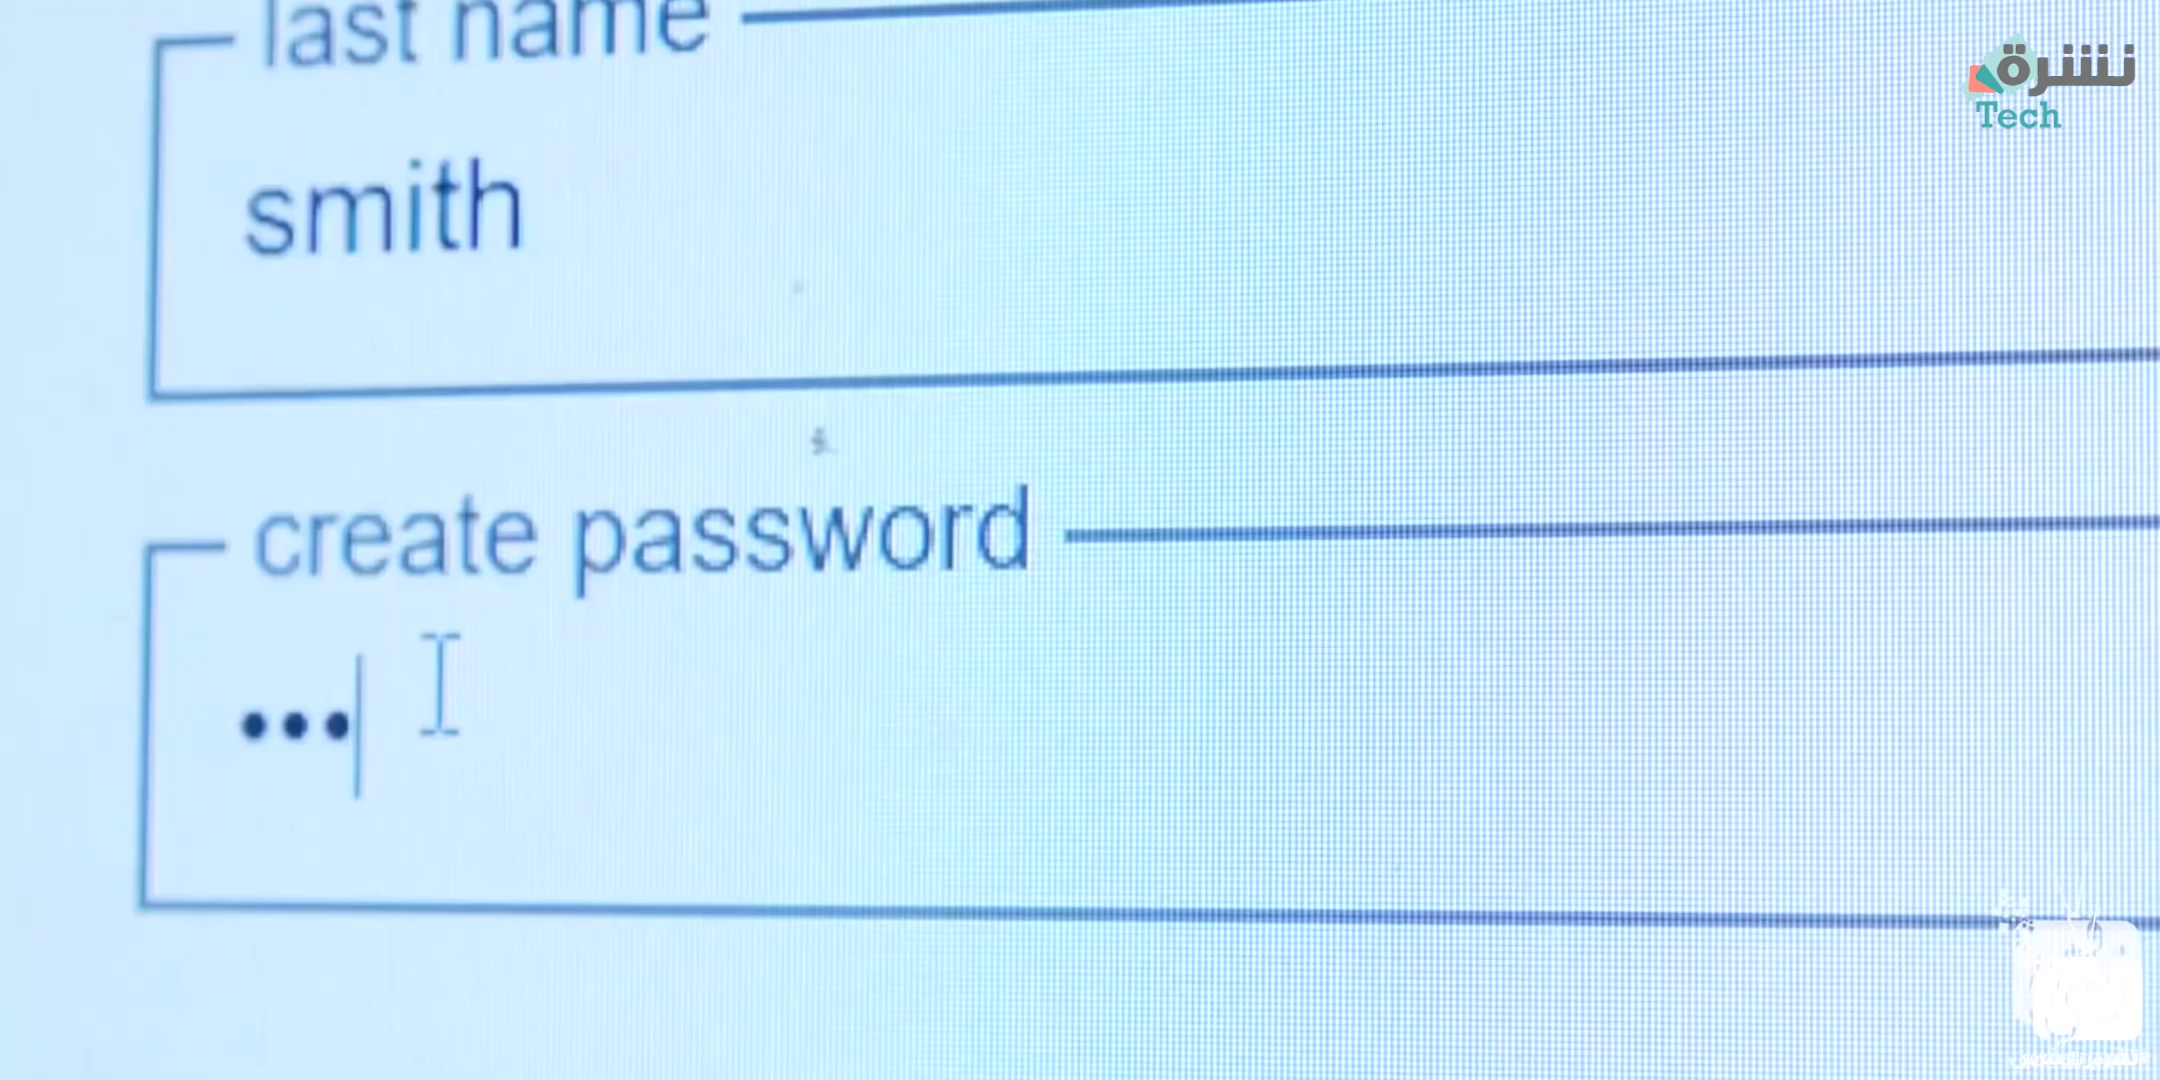 last name
نشرة
Tech
smith
create password